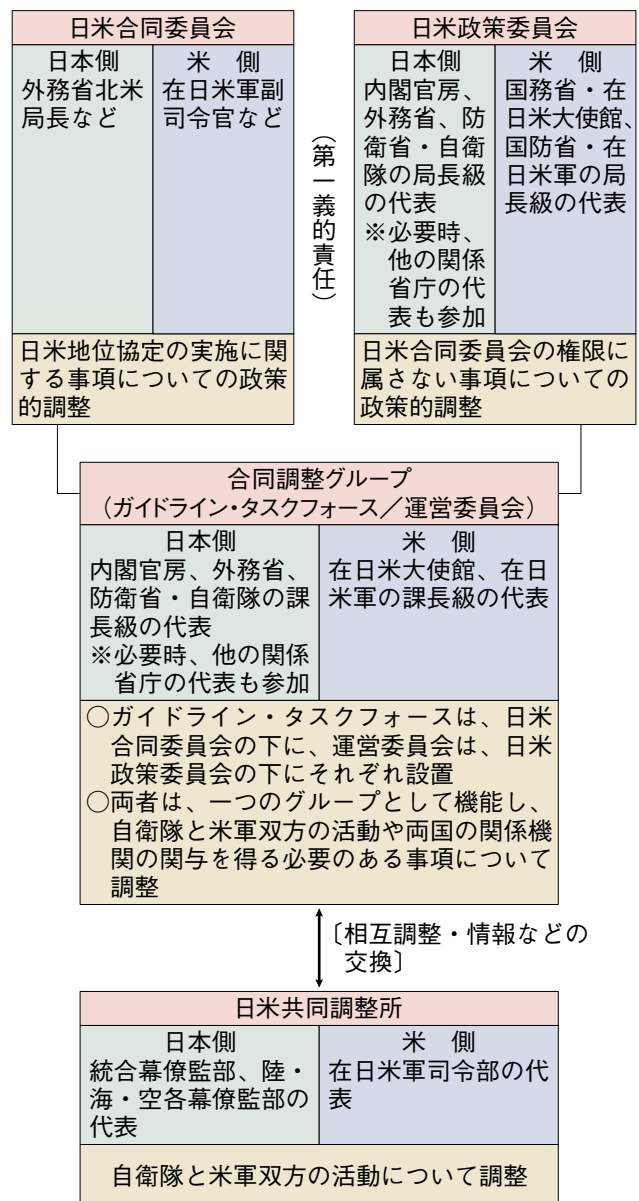 日米合同委員会
日本側
外務省北米
局長など
米　側
在日米軍副
司令官など
日米地位協定の実施に関
する事項についての政策
的調整
（第一義的責任）
日米政策委員会
日本側
内閣官房、
外務省、防
衛省・自衛
隊の局長級
の代表
※必要時、
他の関係
省庁の代
表も参加
米　側
国務省・在
日米大使館、
国防省・在
日米軍の局
長級の代表
日米合同委員会の権限に
属さない事項についての
政策的調整
合同調整グループ
（ガイドライン・タスクフォース／運営委員会）
日本側
内閣官房、外務省、
防衛省・自衛隊の課
長級の代表
※必要時、他の関係
省庁の代表も参加
米　側
在日米大使館、在日
米軍の課長級の代表
○ガイドライン・タスクフォースは、日米
合同委員会の下に、運営委員会は、日米
政策委員会の下にそれぞれ設置
○両者は、一つのグループとして機能し、
自衛隊と米軍双方の活動や両国の関係機
関の関与を得る必要のある事項について
調整
〔相互調整・情報などの
交換〕
日米共同調整所
日本側
統合幕僚監部、陸・
海・空各幕僚監部の
代表
米　側
在日米軍司令部の代
表
自衛隊と米軍双方の活動について調整